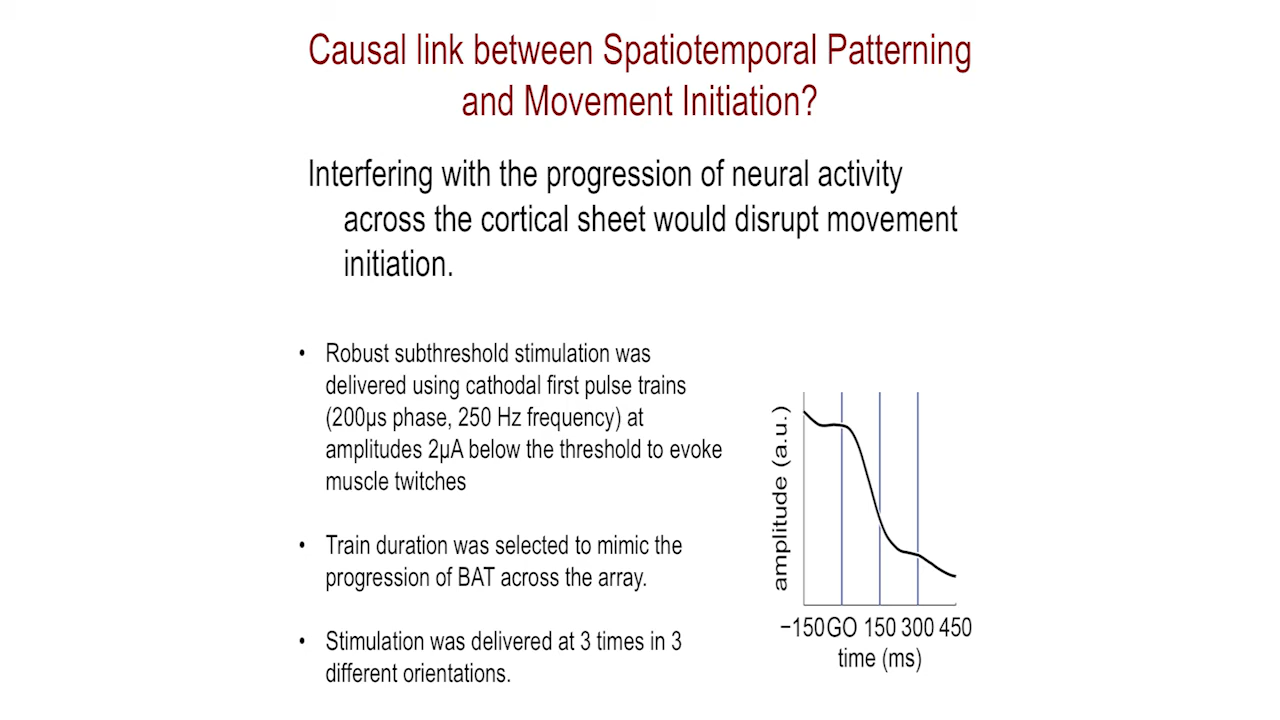 Causal link between Spatiotemporal Patterning
and Movement Initiation?
Interfering with the progression of neural activity
across the cortical sheet would disrupt movement
initiation.
• Robust subthreshold stimulation was
delivered using cathodal first pulse trains
(200µs phase, 250 Hz frequency) at
amplitudes 2µA below the threshold to evoke
muscle twitches
• Train duration was selected to mimic the
progression of BAT across the array.
• Stimulation was delivered at 3 times in 3
different orientations.
amplitude (a.u.)
−150 GO 150 300 450
time (ms)